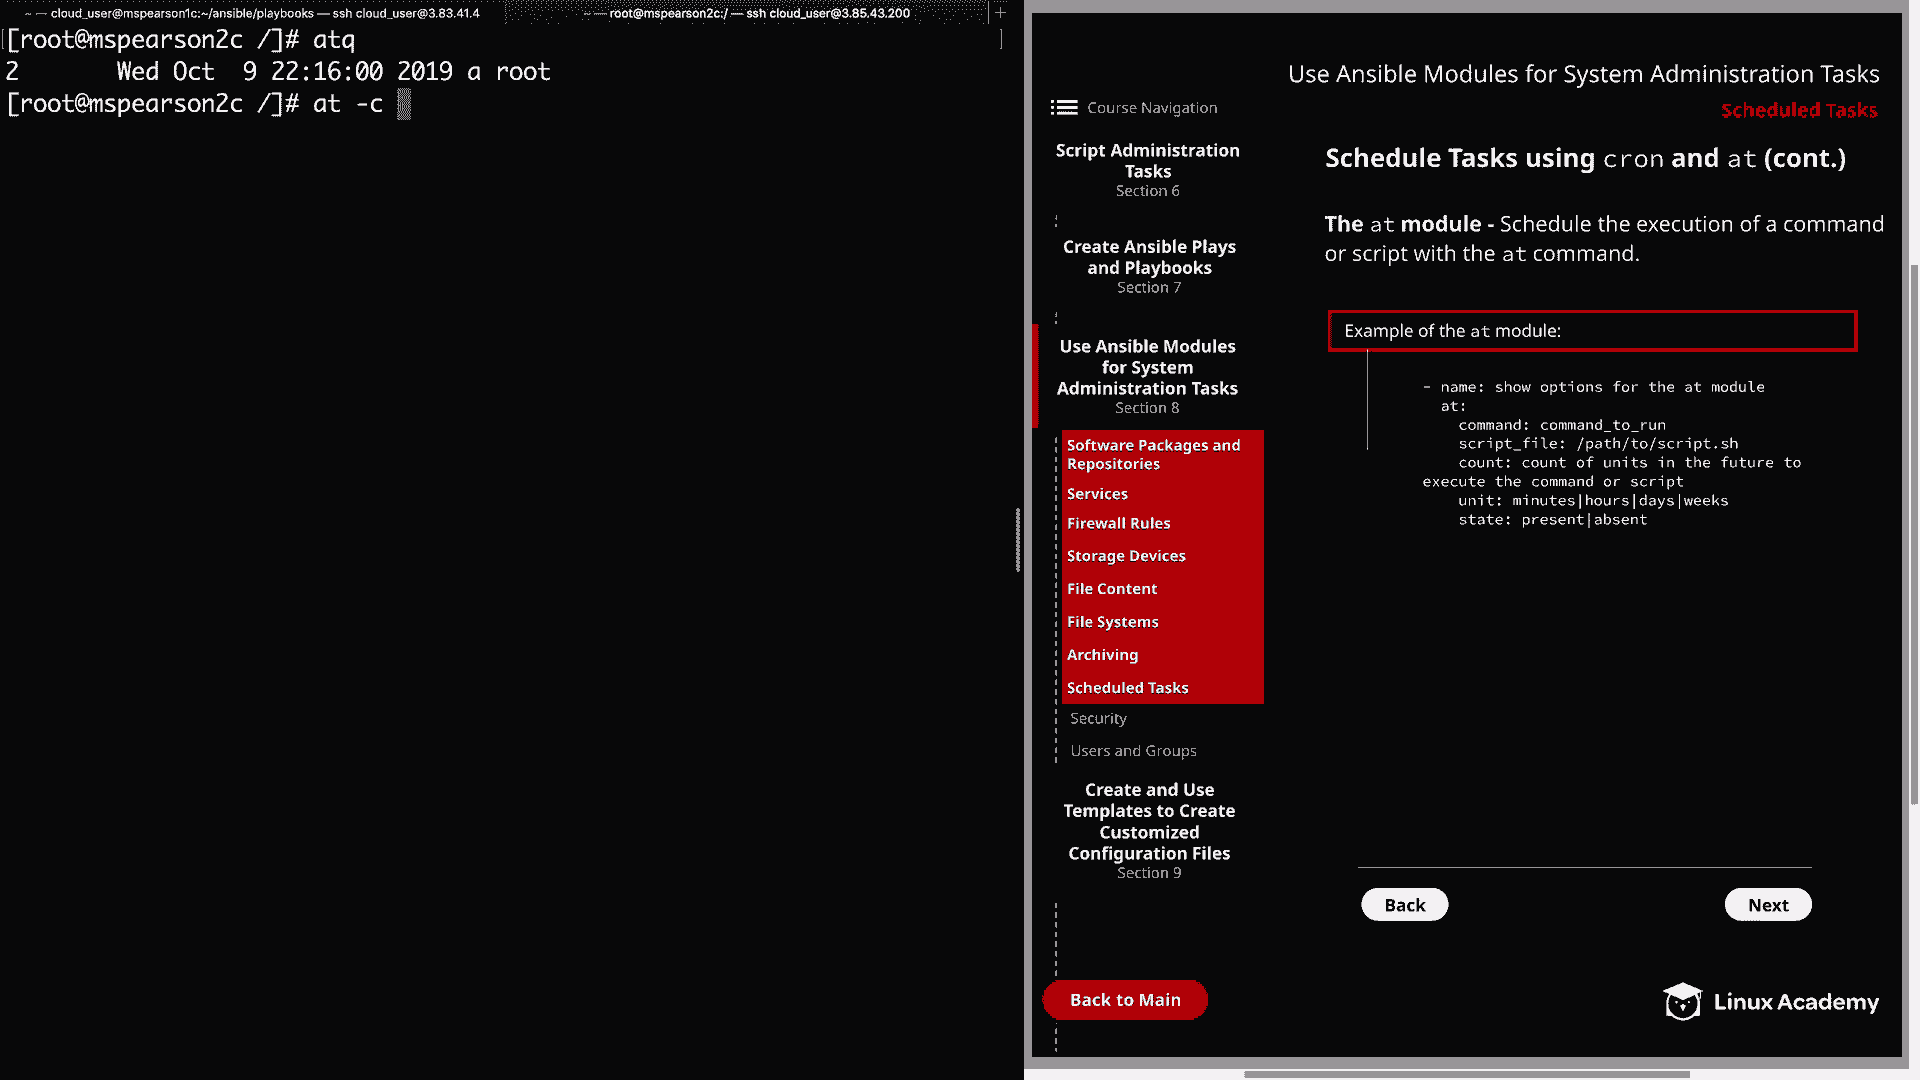 ~ — cloud_user@mspearson1c:~/ansible/playbooks — ssh cloud_user@3.83.41.4
~ — root@mspearson2c:/ — ssh cloud_user@3.85.43.200
[root@mspearson2c /]# atq
2       Wed Oct  9 22:16:00 2019 a root
[root@mspearson2c /]# at -c
Use Ansible Modules for System Administration Tasks
Scheduled Tasks
Course Navigation
Script Administration
Tasks
Section 6
Create Ansible Plays
and Playbooks
Section 7
Use Ansible Modules
for System
Administration Tasks
Section 8
Software Packages and
Repositories
Services
Firewall Rules
Storage Devices
File Content
File Systems
Archiving
Scheduled Tasks
Security
Users and Groups
Create and Use
Templates to Create
Customized
Configuration Files
Section 9
Back to Main
Schedule Tasks using cron and at (cont.)
The at module - Schedule the execution of a command
or script with the at command.
Example of the at module:
- name: show options for the at module
  at:
    command: command_to_run
    script_file: /path/to/script.sh
    count: count of units in the future to
execute the command or script
    unit: minutes|hours|days|weeks
    state: present|absent
Back
Next
Linux Academy